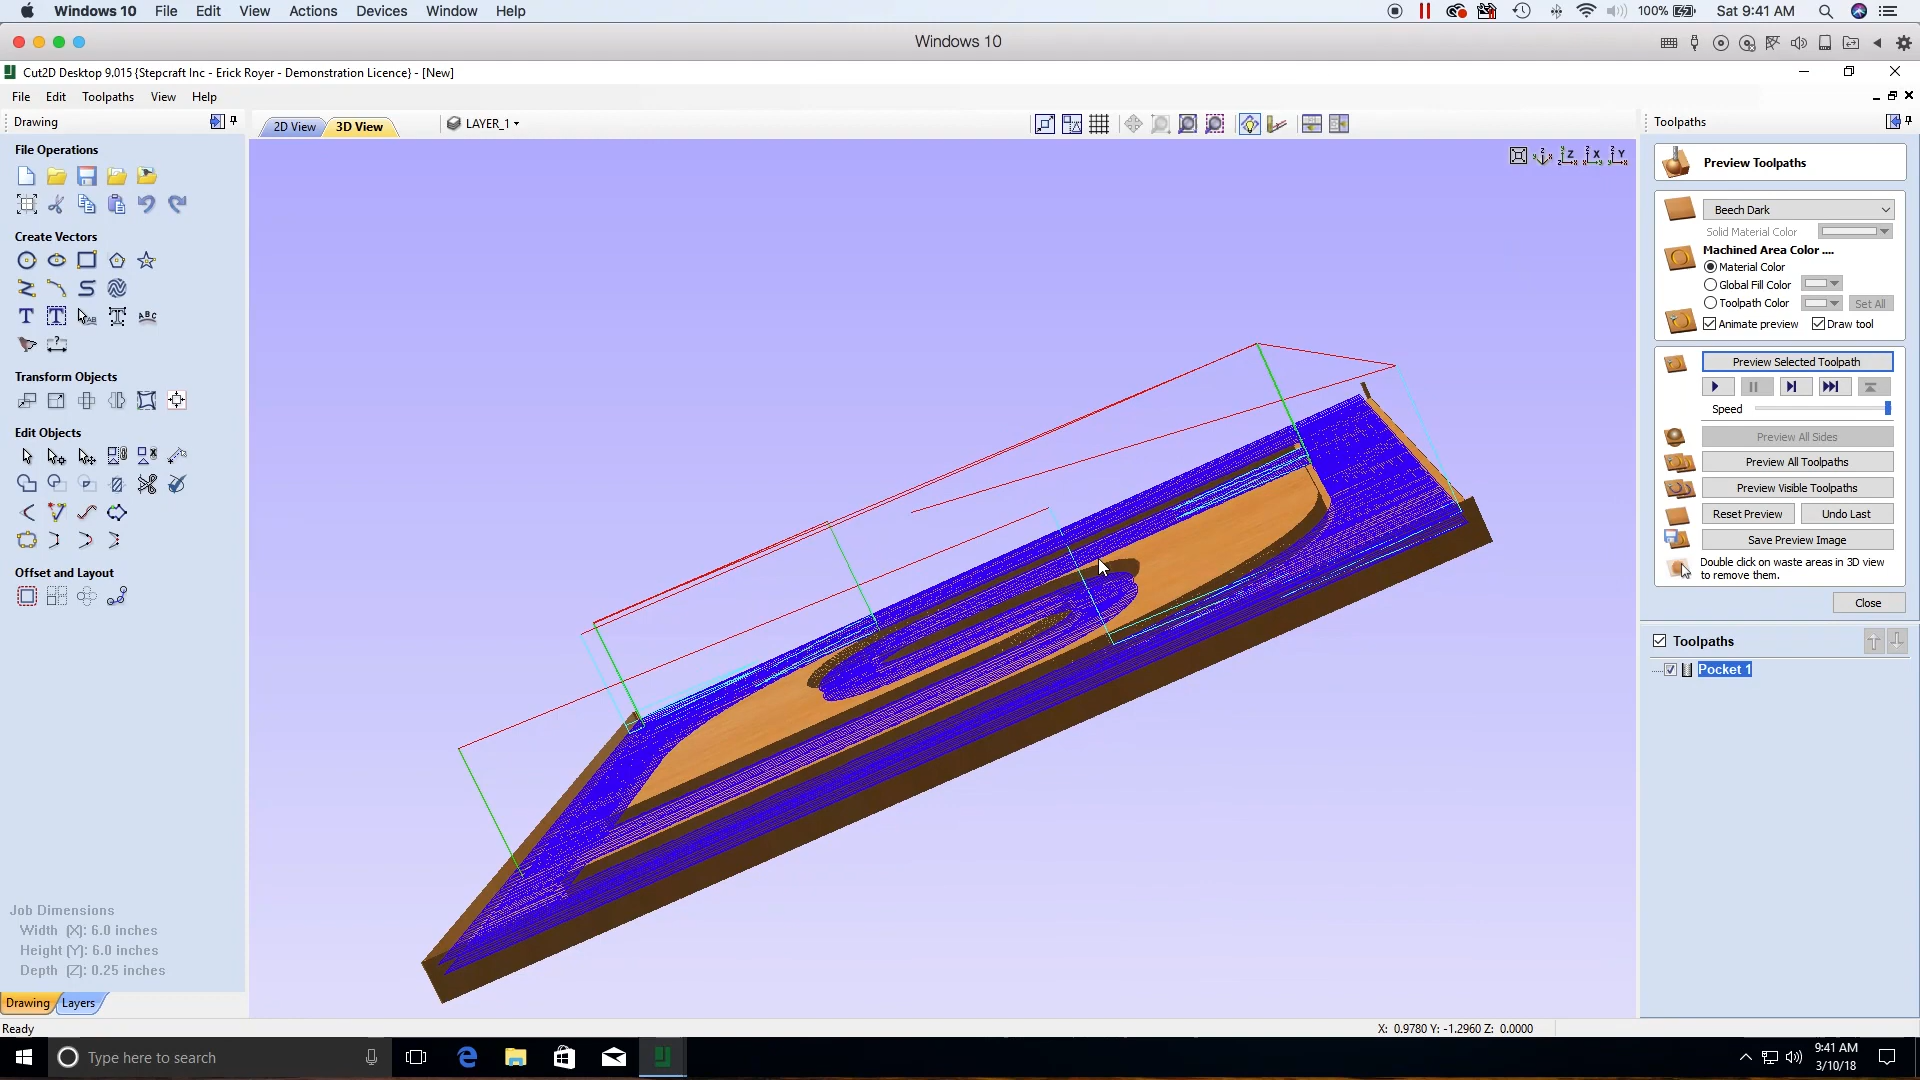 Windows 10 File Edit View Actions Devices Window Help 100% Sat 9:41 AM
Windows 10
Cut2D Desktop 9.015 {Stepcraft Inc - Erick Royer - Demonstration Licence} - [New]
File Edit Toolpaths View Help
Drawing
2D View 3D View LAYER_1
Toolpaths
File Operations
Create Vectors
Transform Objects
Edit Objects
Offset and Layout
Job Dimensions
Width (X): 6.0 inches
Height (Y): 6.0 inches
Depth (Z): 0.25 inches
Drawing Layers
Preview Toolpaths
Beech Dark
Solid Material Color
Machined Area Color ....
Material Color
Global Fill Color
Toolpath Color Set All
Animate preview Draw tool
Preview Selected Toolpath
Speed
Preview All Sides
Preview All Toolpaths
Preview Visible Toolpaths
Reset Preview Undo Last
Save Preview Image
Double click on waste areas in 3D view
to remove them.
Close
Toolpaths
Pocket 1
Ready X: 0.9780 Y: -1.2960 Z: 0.0000
Type here to search
9:41 AM
3/10/18